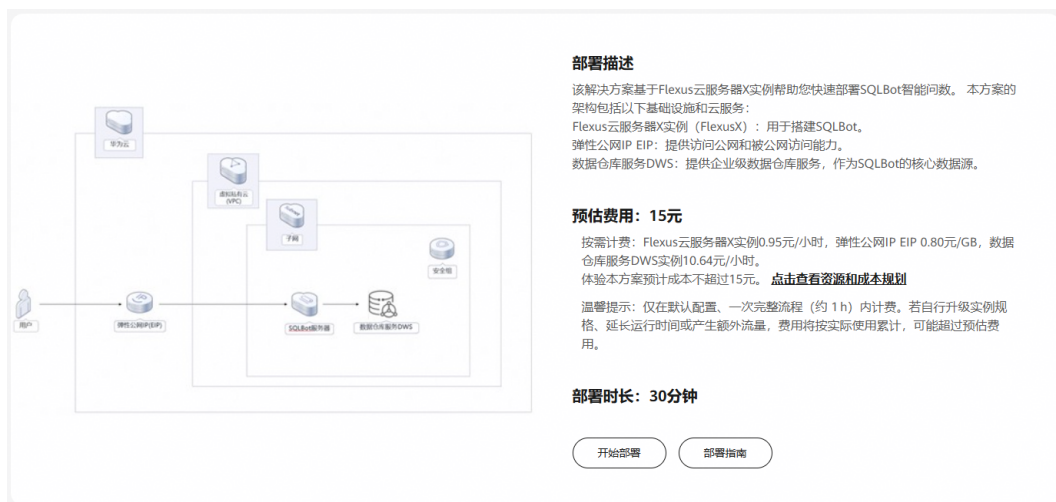 部署描述
该解决方案基于Flexus云服务器X实例帮助您快速部署SQLBot智能问数。 本方案的
架构包括以下基础设施和云服务：
Flexus云服务器X实例（FlexusX）：用于搭建SQLBot。
弹性公网IP EIP：提供访问公网和被公网访问能力。
数据仓库服务DWS：提供企业级数据仓库服务，作为SQLBot的核心数据源。
预估费用：15元
按需计费：Flexus云服务器X实例0.95元/小时，弹性公网IP EIP 0.80元/GB，数据
仓库服务DWS实例10.64元/小时。
体验本方案预计成本不超过15元。 点击查看资源和成本规划
温馨提示：仅在默认配置、一次完整流程（约 1 h）内计费。若自行升级实例规
格、延长运行时间或产生额外流量，费用将按实际使用累计，可能超过预估费
用。
部署时长：30分钟
开始部署
部署指南
华为云
虚拟私有云
(VPC)
子网
安全组
用户
弹性公网IP(EIP)
SQLBot服务器
数据仓库服务DWS